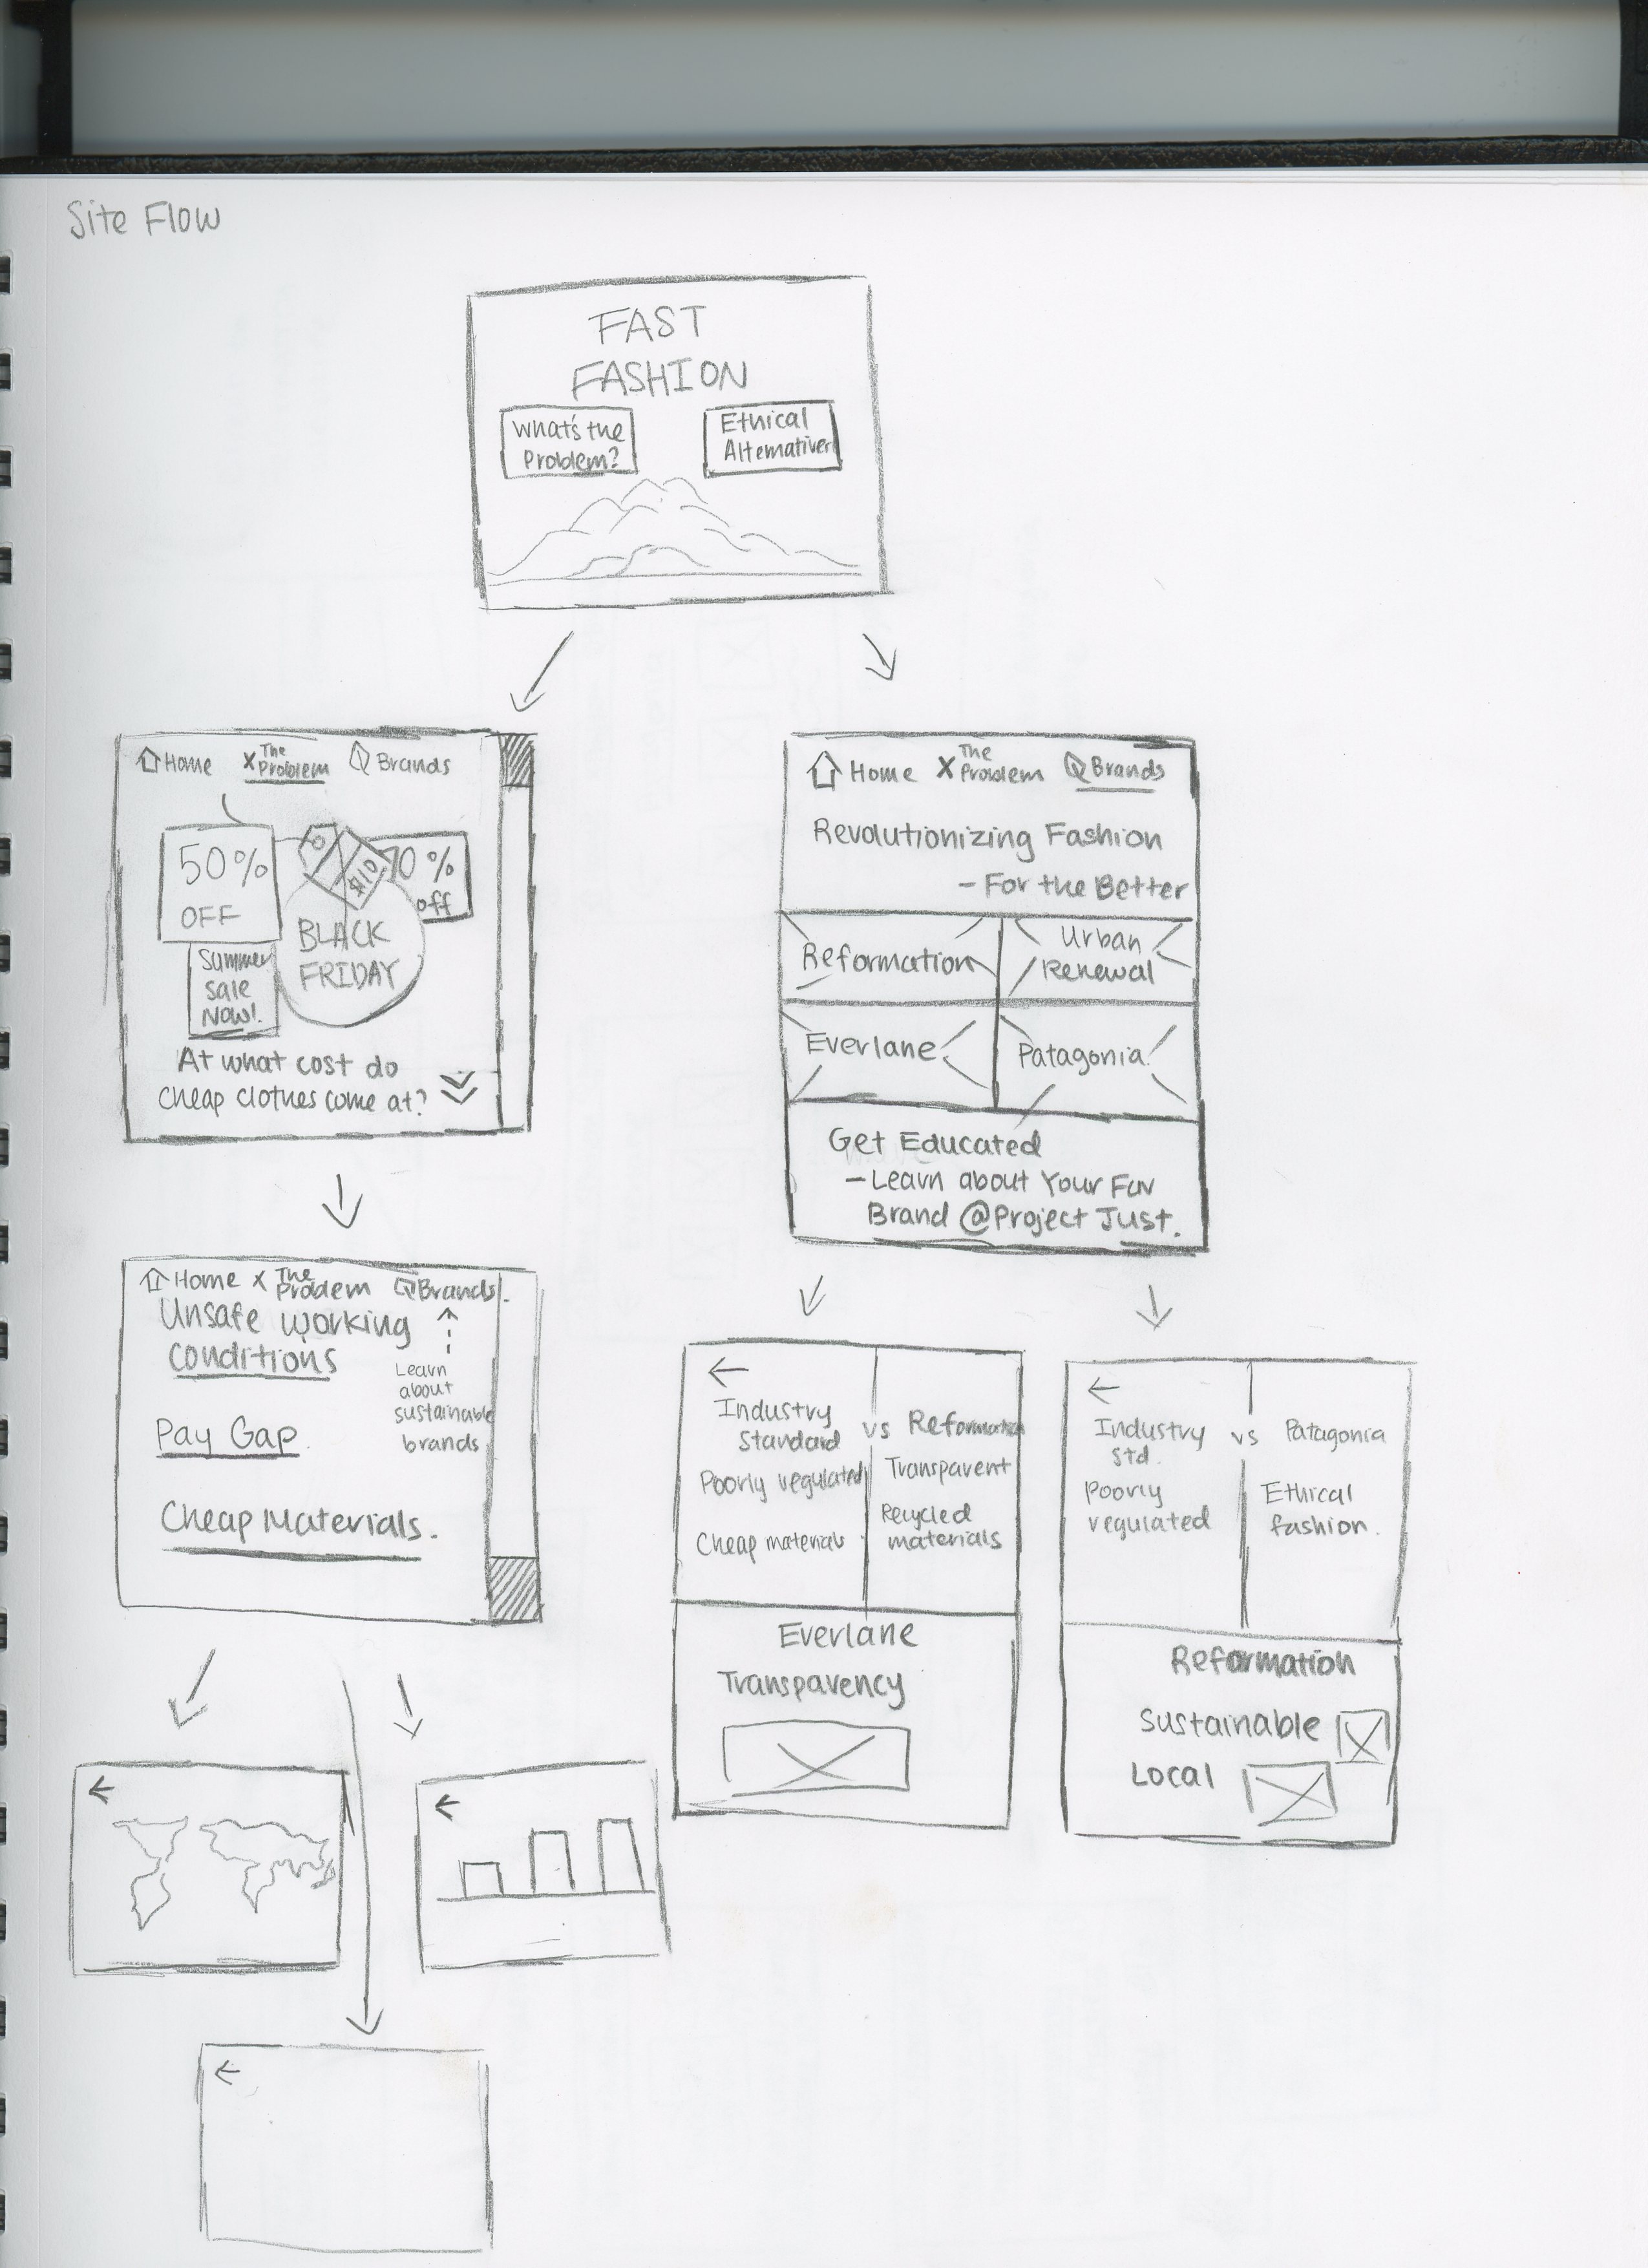 Site Flow
FAST
FASHION
What's the
Problem?
Ethical
Alternatives
Home
The
X Problem
Brands
50%
OFF
$10
70%
off
BLACK
FRIDAY
Summer
Sale
NOW!
At what cost do
cheap clothes come at?
Home
The
X Problem
Brands
Revolutionizing Fashion
- For the Better
Reformation
Urban
Renewal
Everlane
Patagonia
Get Educated
- Learn about Your Fav
Brand @Project Just.
Home
X The
Problem
Brands
Unsafe working
conditions
Learn
about
sustainable
brands
Pay Gap
Cheap Materials.
Industry
Standard
vs
Reformation
Poorly regulated
Transparent
Cheap materials
Recycled
materials
Everlane
Transparency
Industry
Std.
vs
Patagonia
Poorly
regulated
Ethical
fashion.
Reformation
Sustainable
Local